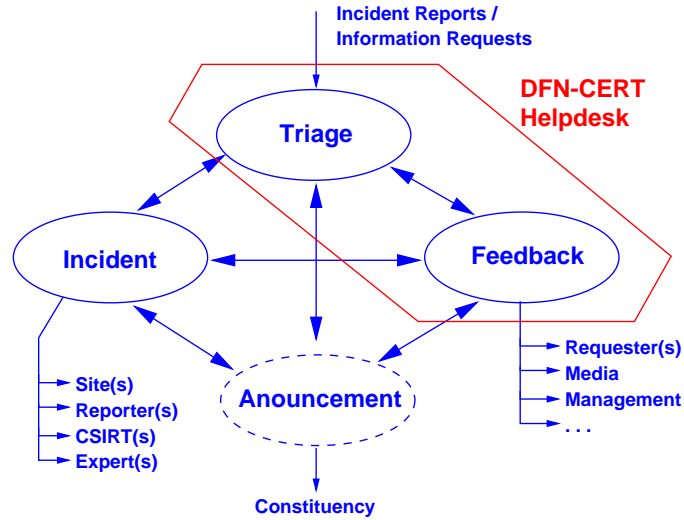 Incident Reports /
Information Requests
DFN-CERT
Helpdesk
Triage
Incident
Feedback
Anouncement
Site(s)
Reporter(s)
CSIRT(s)
Expert(s)
Requester(s)
Media
Management
. . .
Constituency